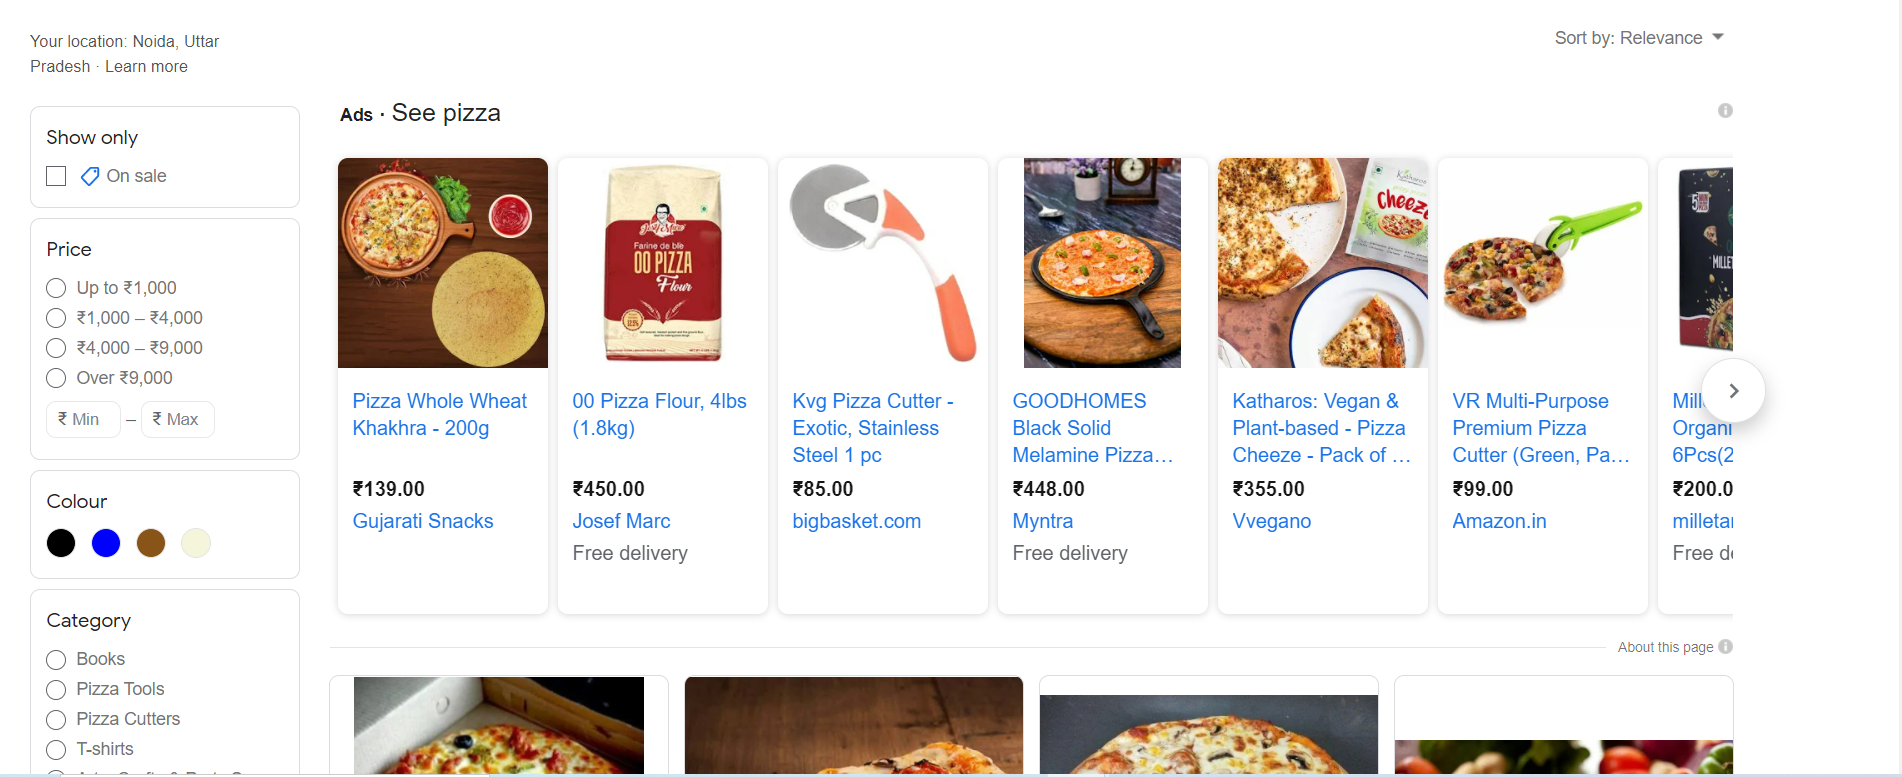 Your location: Noida, Uttar
Pradesh · Learn more
Sort by: Relevance
Show only
On sale
Price
Up to ₹1,000
₹1,000 – ₹4,000
₹4,000 – ₹9,000
Over ₹9,000
₹ Min – ₹ Max
Colour
Category
Books
Pizza Tools
Pizza Cutters
T-shirts
Ads · See pizza
Farine de blé
00 PIZZA
Flour
Katharos
Cheeze
5
MILLE
Pizza Whole Wheat
Khakhra - 200g
₹139.00
Gujarati Snacks
00 Pizza Flour, 4lbs
(1.8kg)
₹450.00
Josef Marc
Free delivery
Kvg Pizza Cutter -
Exotic, Stainless
Steel 1 pc
₹85.00
bigbasket.com
GOODHOMES
Black Solid
Melamine Pizza…
₹448.00
Myntra
Free delivery
Katharos: Vegan &
Plant-based - Pizza
Cheeze - Pack of …
₹355.00
Vvegano
VR Multi-Purpose
Premium Pizza
Cutter (Green, Pa…
₹99.00
Amazon.in
Mill
Organi
6Pcs(2
₹200.0
milletar
Free de
About this page